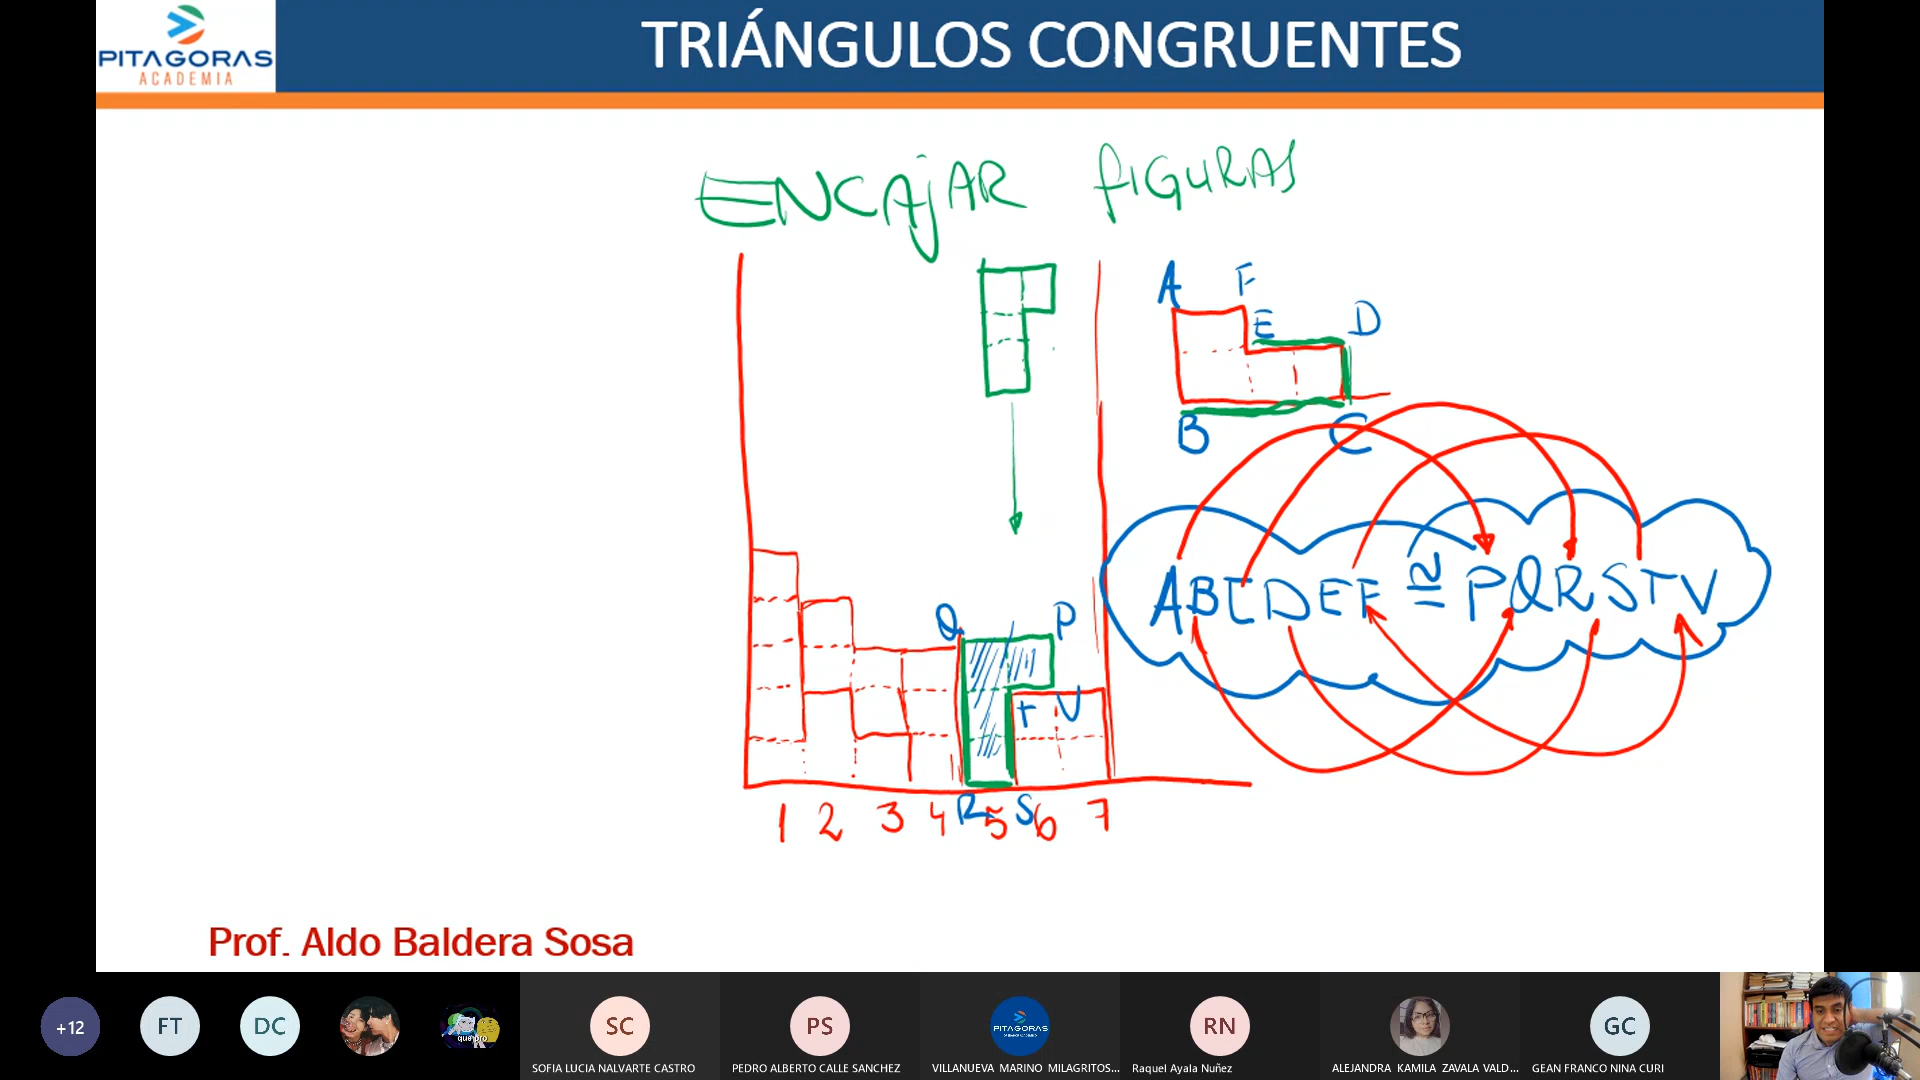 PITAGORAS
ACADEMIA
TRIÁNGULOS CONGRUENTES
ENCAJAR FIGURAS
A F
E D
B C
ABCDEF ≅ PQRSTV
Q P
T V
R S
1 2 3 4 5 6 7
Prof. Aldo Baldera Sosa
+12
FT
DC
que pro
SC
SOFIA LUCIA NALVARTE CASTRO
PS
PEDRO ALBERTO CALLE SANCHEZ
PITAGORAS
VILLANUEVA MARINO MILAGRITOS...
RN
Raquel Ayala Nuñez
ALEJANDRA KAMILA ZAVALA VALD...
GC
GEAN FRANCO NINA CURI